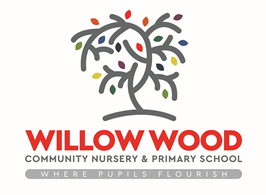 WILLOW WOOD
COMMUNITY NURSERY & PRIMARY SCHOOL
WHERE PUPILS FLOURISH